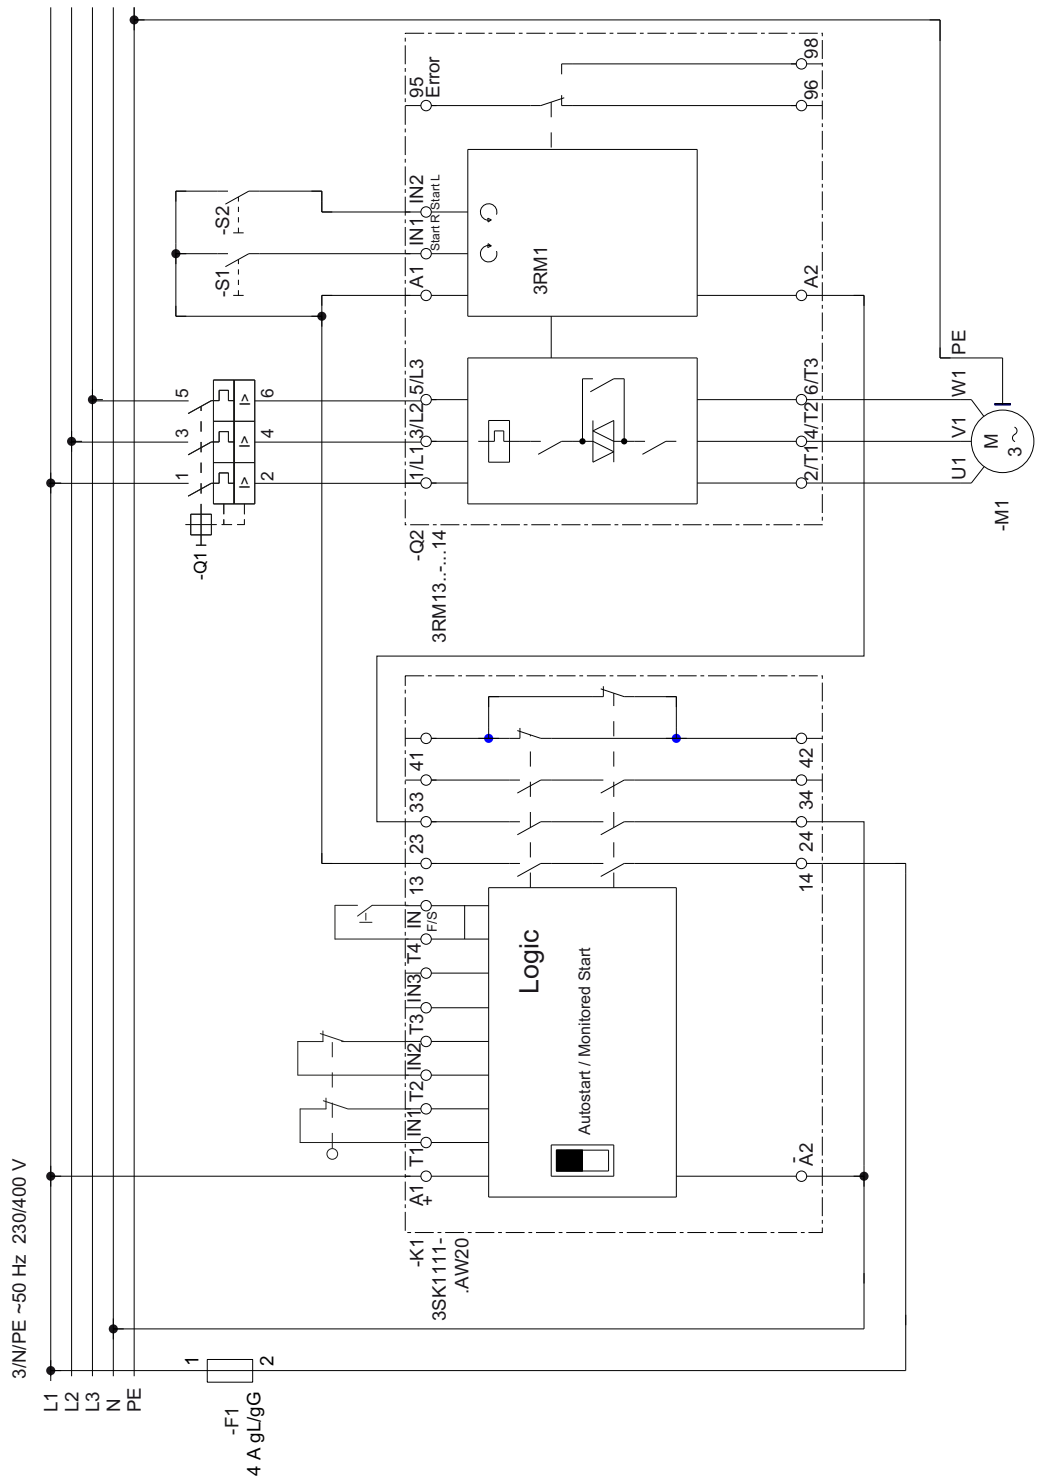 3/N/PE ~50 Hz 230/400 V
L1
L2
L3
N
PE
1
2
-F1
4 A gL/gG
-K1
3SK1111-
.AW20
A1
+
T1
IN1
T2
IN2
T3
IN3
T4
IN
F/S
13
23
33
41
Logic
Autostart / Monitored Start
-
A2
14
24
34
42
-Q1
1
3
5
I>
I>
I>
2
4
6
-S1
-S2
-Q2
3RM13..-...14
1/L1
3/L2
5/L3
A1
IN1
Start R
IN2
Start L
95
Error
3RM1
2/T1
4/T2
6/T3
A2
96
98
U1
V1
W1
PE
M
3~
-M1